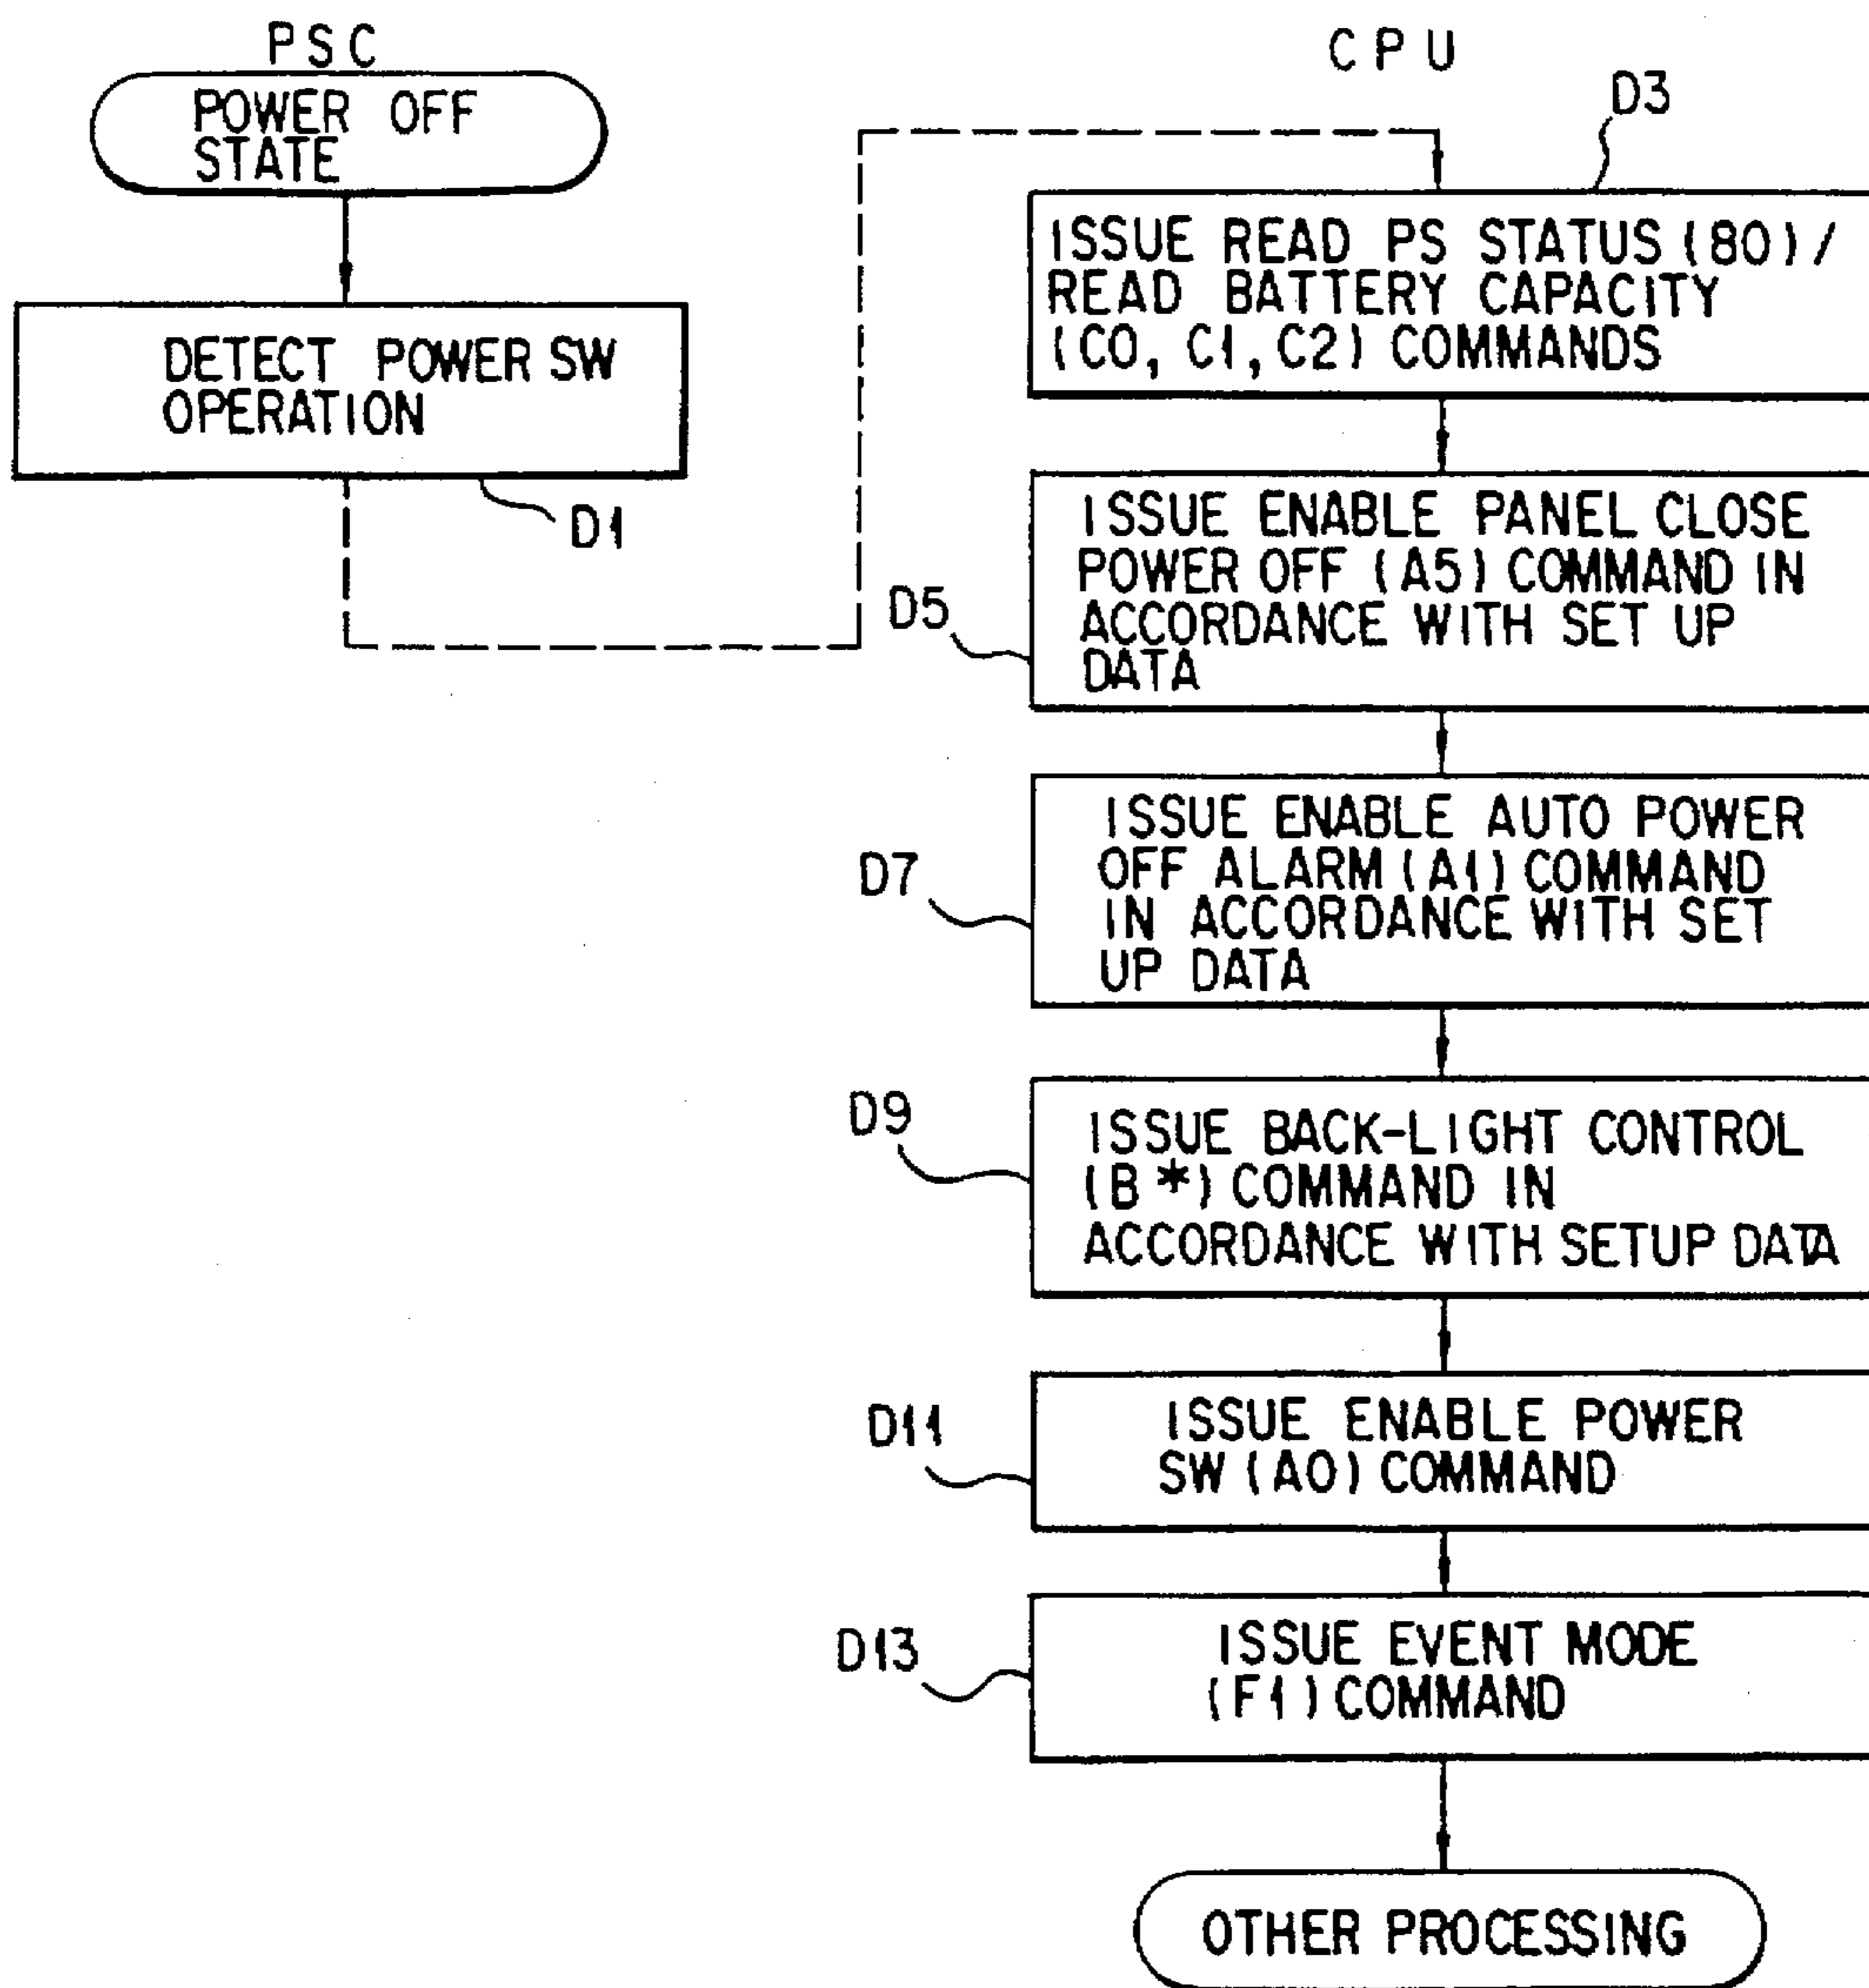 PSC
POWER OFF
STATE
DETECT POWER SW
OPERATION
D1
CPU
D3
ISSUE READ PS STATUS (80) /
READ BATTERY CAPACITY
(C0, C1, C2) COMMANDS
D5
ISSUE ENABLE PANEL CLOSE
POWER OFF (A5) COMMAND IN
ACCORDANCE WITH SET UP
DATA
D7
ISSUE ENABLE AUTO POWER
OFF ALARM (A1) COMMAND
IN ACCORDANCE WITH SET
UP DATA
D9
ISSUE BACK-LIGHT CONTROL
(B*) COMMAND IN
ACCORDANCE WITH SETUP DATA
D11
ISSUE ENABLE POWER
SW (A0) COMMAND
D13
ISSUE EVENT MODE
(F1) COMMAND
OTHER PROCESSING